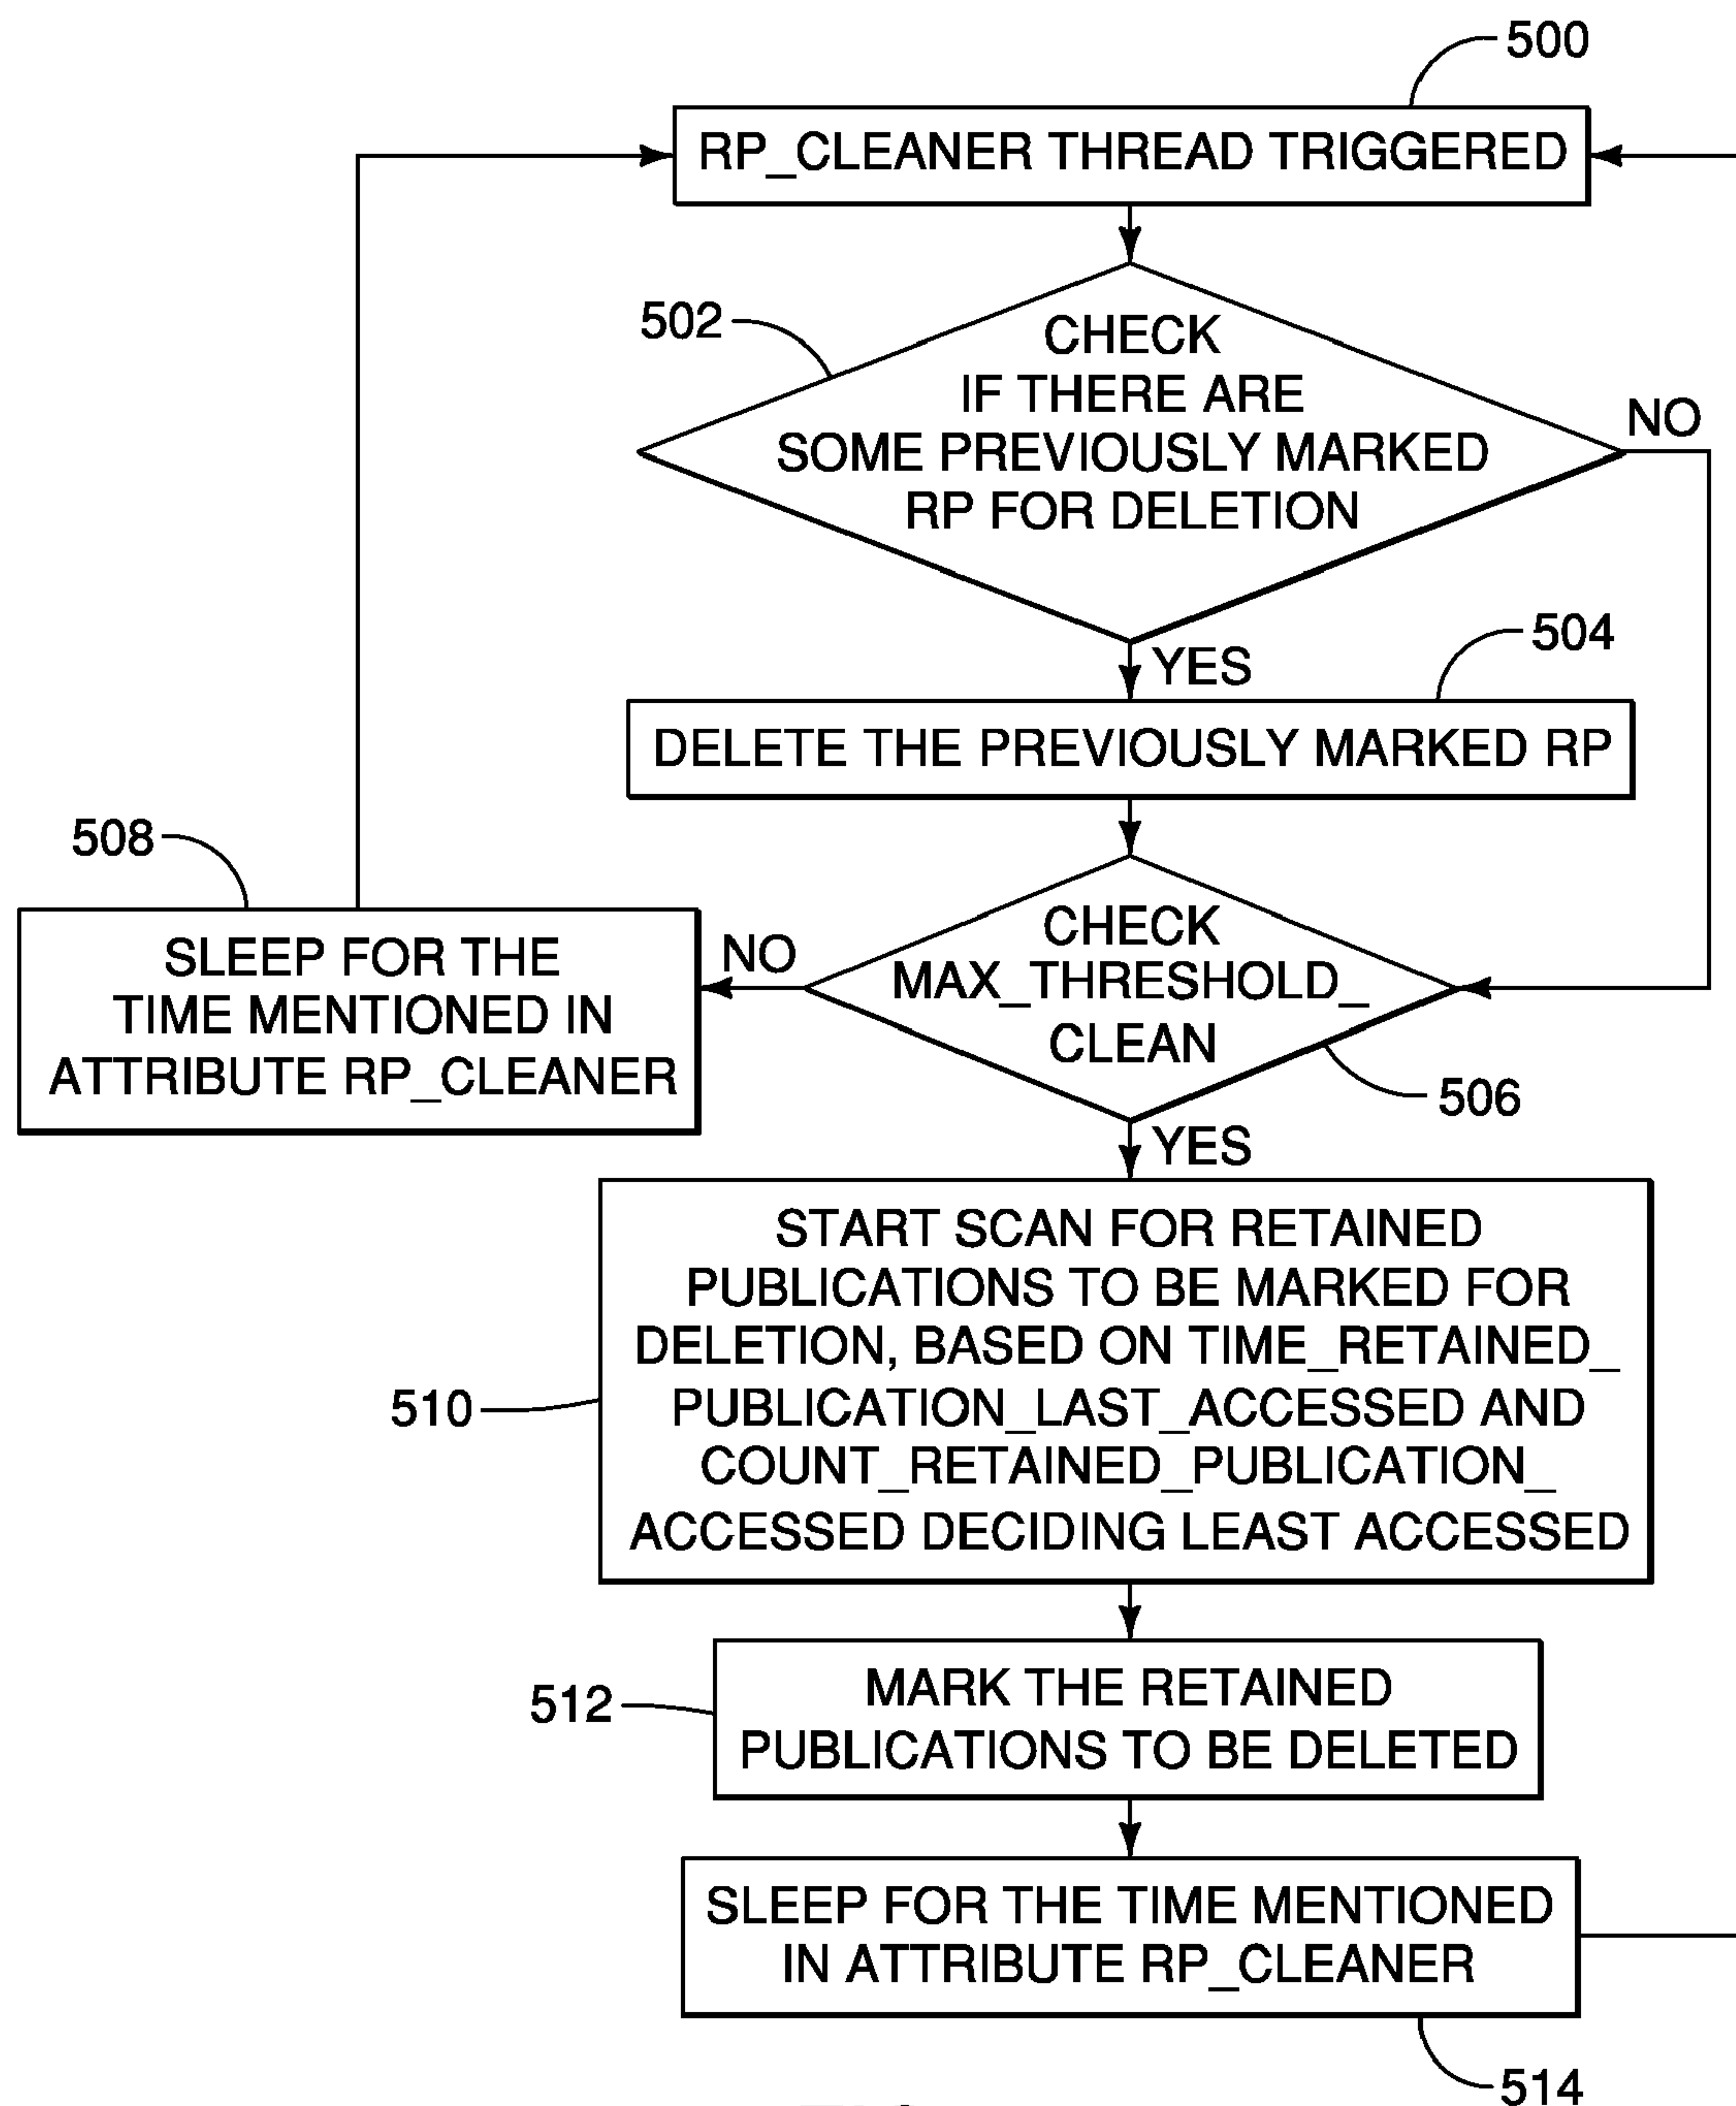 500
RP_CLEANER THREAD TRIGGERED
502
CHECK
IF THERE ARE
SOME PREVIOUSLY MARKED
RP FOR DELETION
NO
YES
504
DELETE THE PREVIOUSLY MARKED RP
508
SLEEP FOR THE
TIME MENTIONED IN
ATTRIBUTE RP_CLEANER
NO
CHECK
MAX_THRESHOLD_
CLEAN
506
YES
START SCAN FOR RETAINED
PUBLICATIONS TO BE MARKED FOR
DELETION, BASED ON TIME_RETAINED_
PUBLICATION_LAST_ACCESSED AND
COUNT_RETAINED_PUBLICATION_
ACCESSED DECIDING LEAST ACCESSED
510
MARK THE RETAINED
PUBLICATIONS TO BE DELETED
512
SLEEP FOR THE TIME MENTIONED
IN ATTRIBUTE RP_CLEANER
514